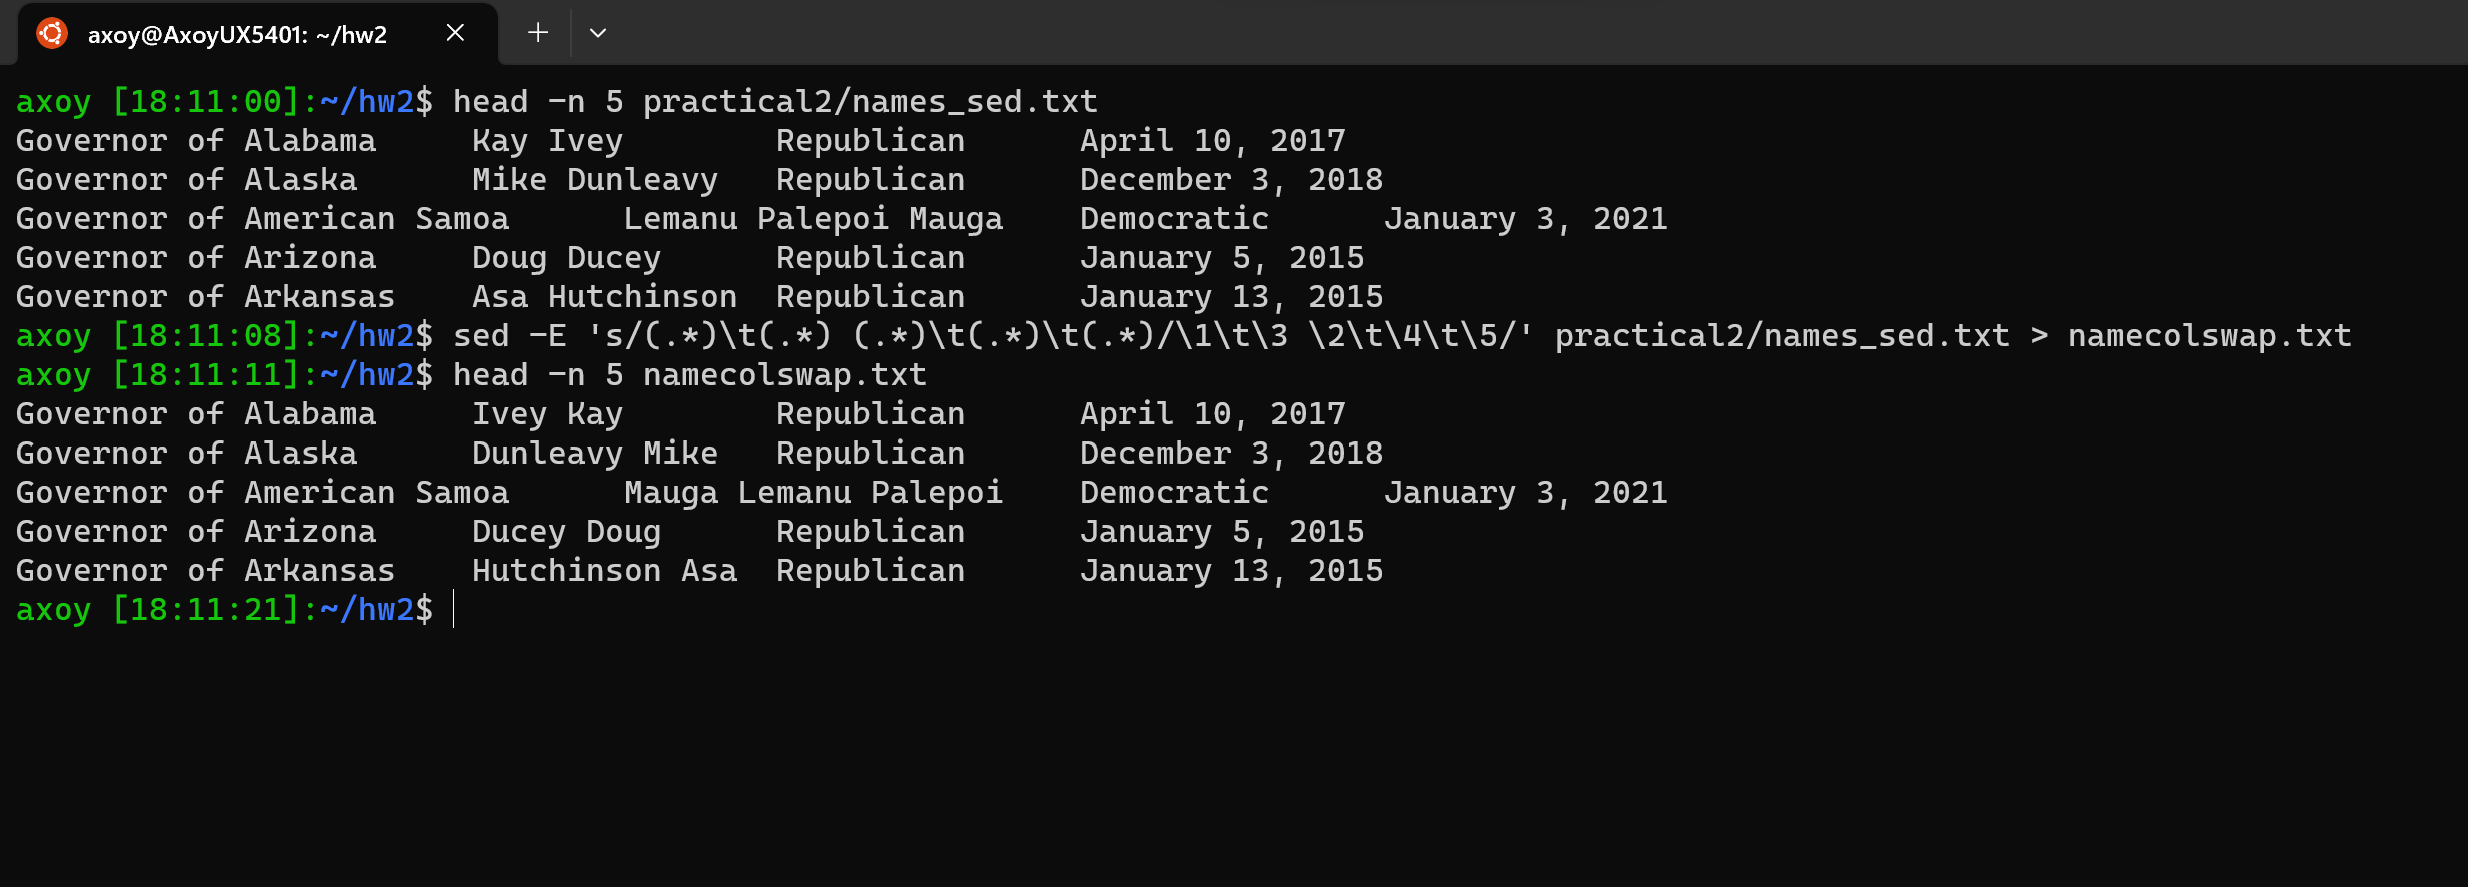 axoy@AxoyUX5401: ~/hw2
axoy [18:11:00]:~/hw2$ head -n 5 practical2/names_sed.txt
Governor of Alabama     Kay Ivey        Republican      April 10, 2017
Governor of Alaska      Mike Dunleavy   Republican      December 3, 2018
Governor of American Samoa      Lemanu Palepoi Mauga    Democratic      January 3, 2021
Governor of Arizona     Doug Ducey      Republican      January 5, 2015
Governor of Arkansas    Asa Hutchinson  Republican      January 13, 2015
axoy [18:11:08]:~/hw2$ sed -E 's/(.*)\t(.*) (.*)\t(.*)\t(.*)/\1\t\3 \2\t\4\t\5/' practical2/names_sed.txt > namecolswap.txt
axoy [18:11:11]:~/hw2$ head -n 5 namecolswap.txt
Governor of Alabama     Ivey Kay        Republican      April 10, 2017
Governor of Alaska      Dunleavy Mike   Republican      December 3, 2018
Governor of American Samoa      Mauga Lemanu Palepoi    Democratic      January 3, 2021
Governor of Arizona     Ducey Doug      Republican      January 5, 2015
Governor of Arkansas    Hutchinson Asa  Republican      January 13, 2015
axoy [18:11:21]:~/hw2$